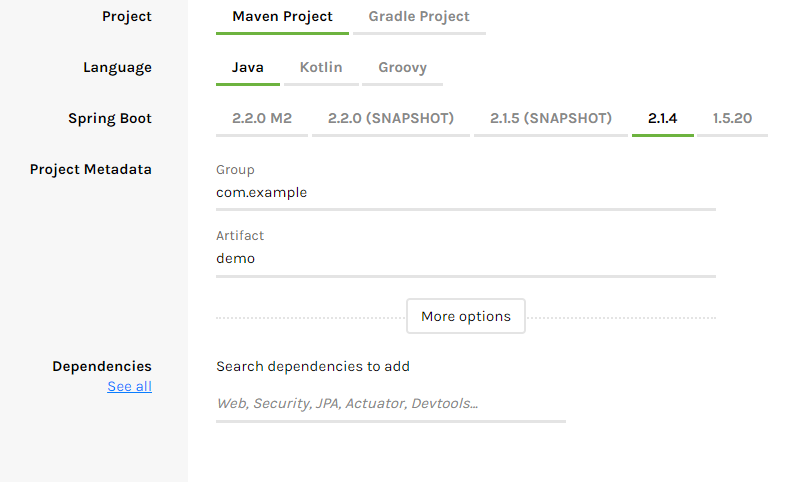 Project Maven Project Gradle Project
Language Java Kotlin Groovy
Spring Boot 2.2.0 M2 2.2.0 (SNAPSHOT) 2.1.5 (SNAPSHOT) 2.1.4 1.5.20
Project Metadata Group
com.example
Artifact
demo
More options
Dependencies Search dependencies to add
See all
Web, Security, JPA, Actuator, Devtools...